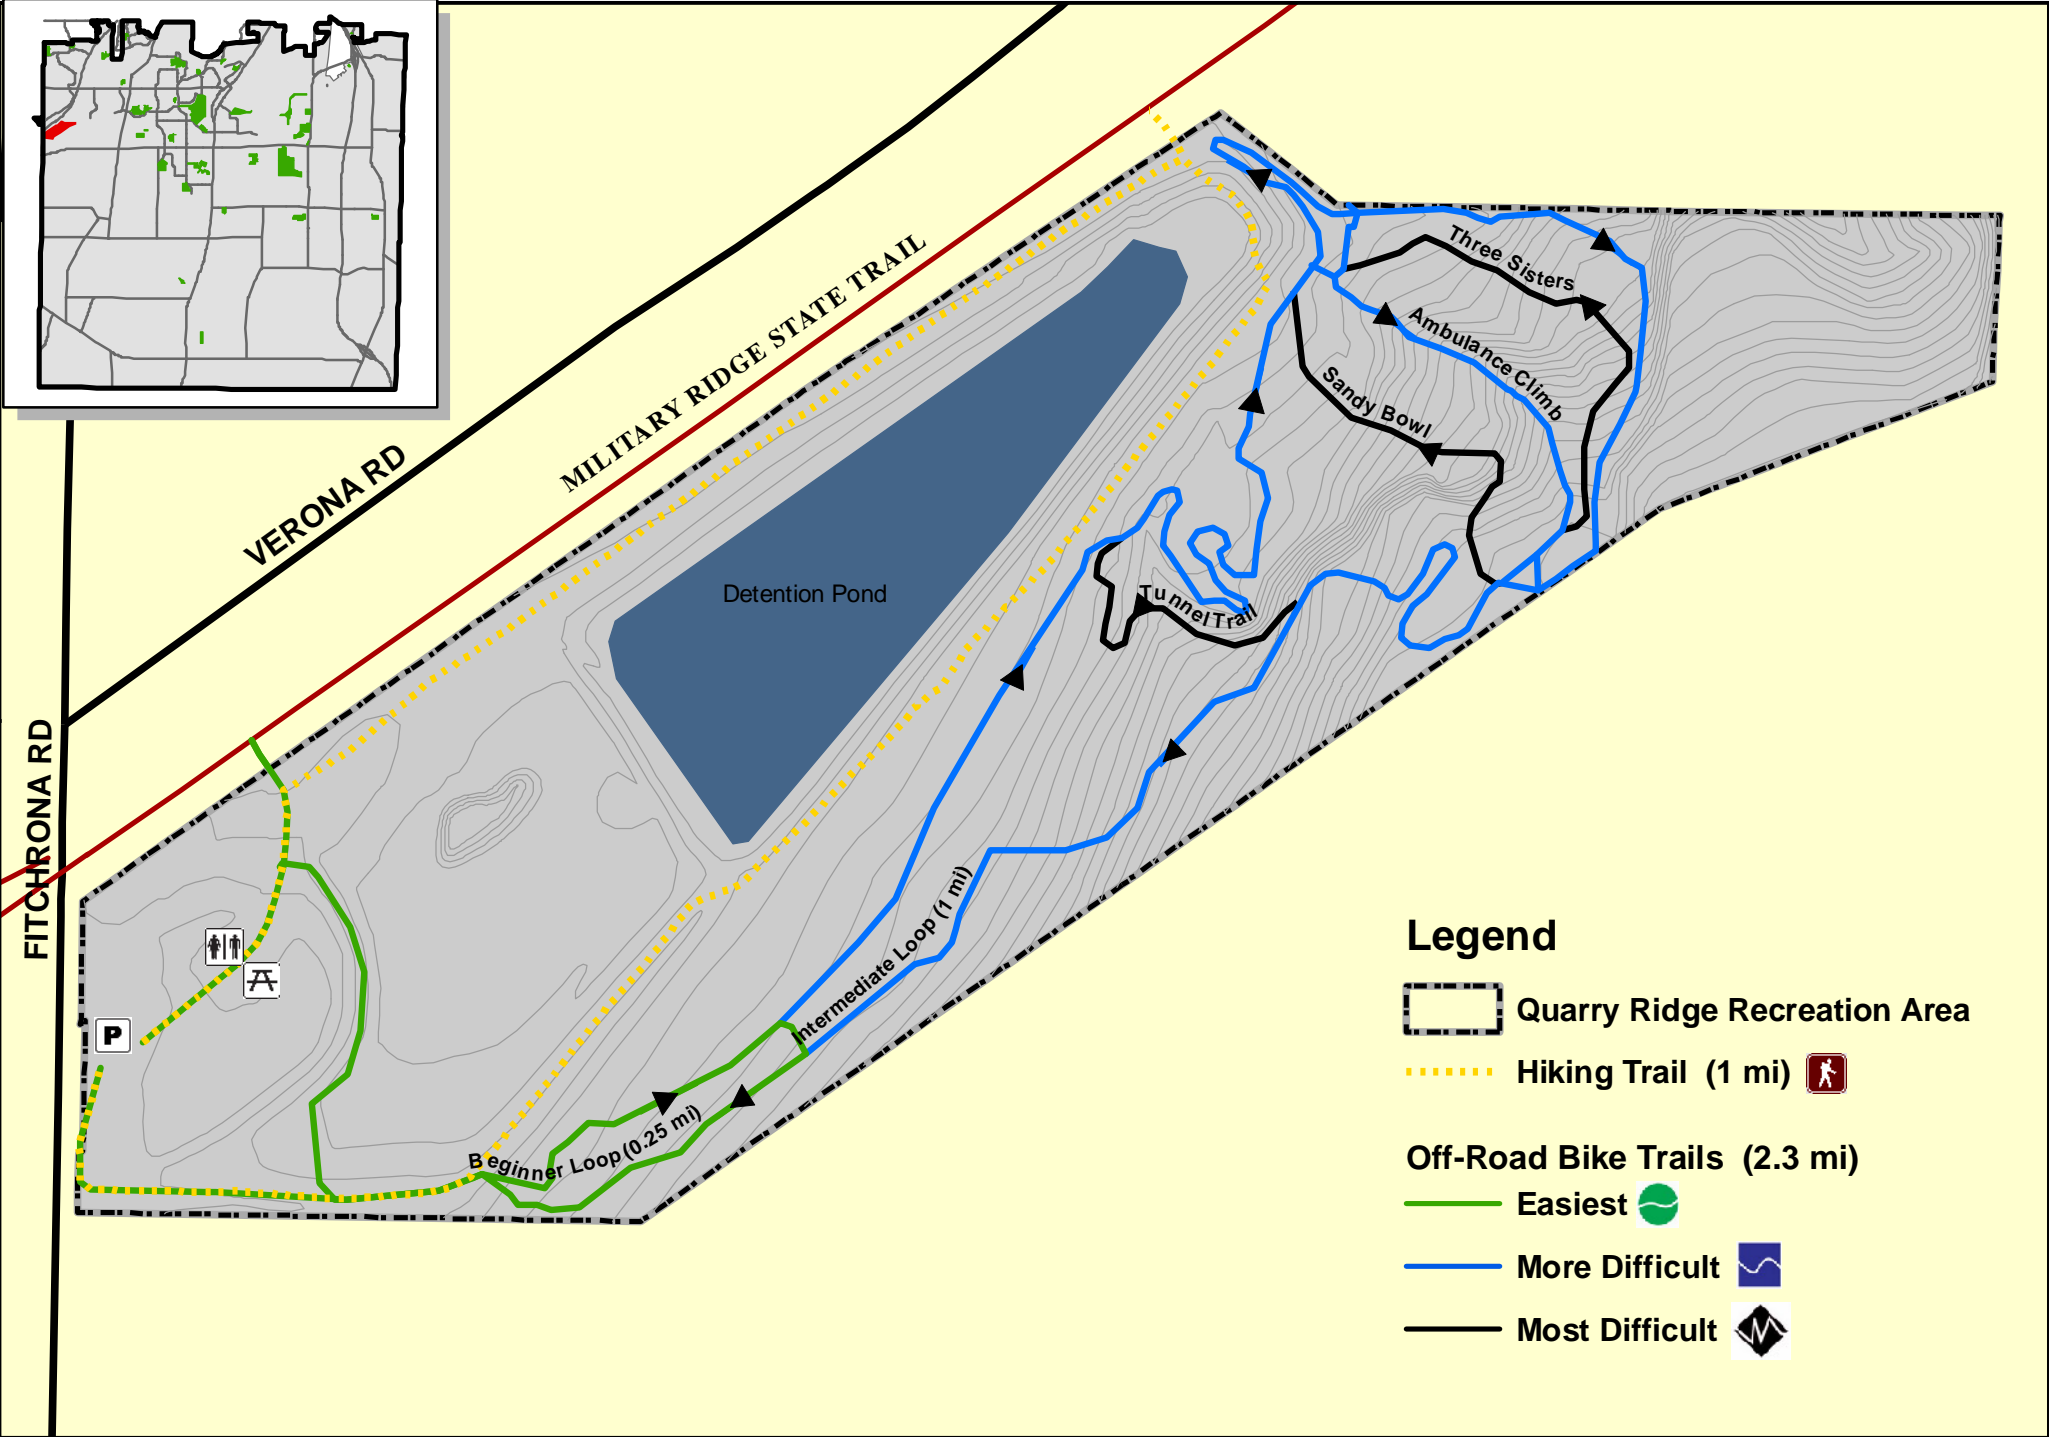 MILITARY RIDGE STATE TRAIL
VERONA RD
FITCHRONA RD
Three Sisters
Ambulance Climb
Sandy Bowl
Tunnel Trail
Detention Pond
Intermediate Loop (1 mi)
Beginner Loop (0.25 mi)
P
Legend
Quarry Ridge Recreation Area
Hiking Trail (1 mi)
Off-Road Bike Trails (2.3 mi)
Easiest
More Difficult
Most Difficult